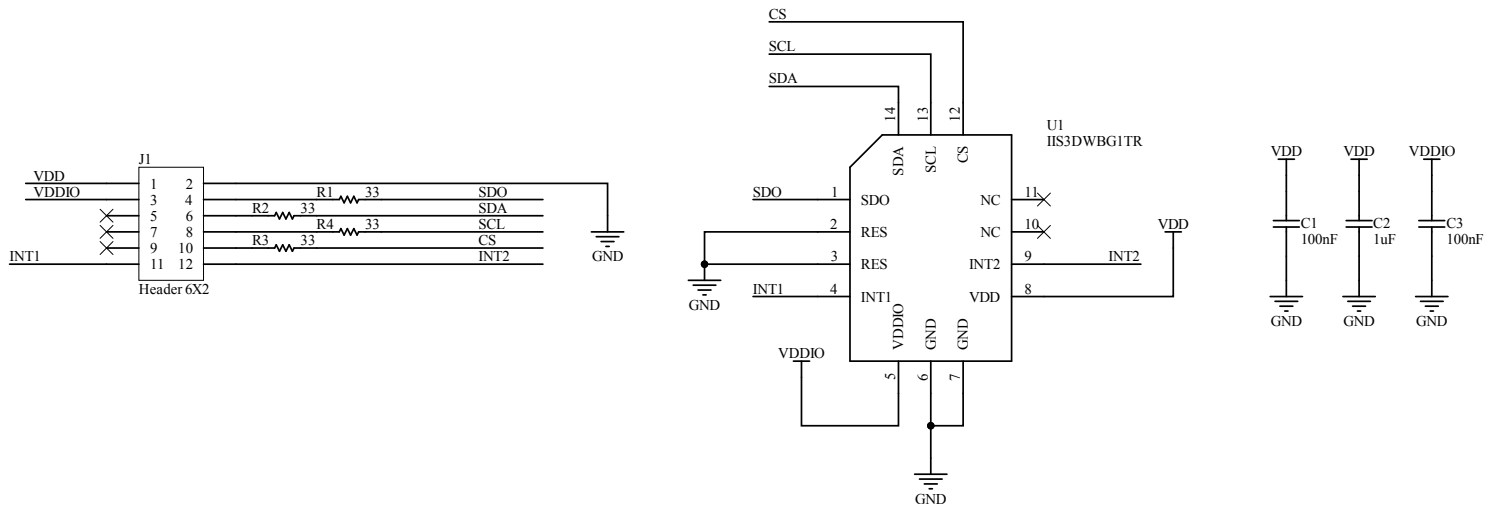 CS
SCL
SDA
14
13
12
U1
IIS3DWBG1TR
SDA
SCL
CS
J1
VDD
1 2
VDDIO
3 4 R1 33 SDO
5 6 R2 33 SDA
7 8 R4 33 SCL
9 10 R3 33 CS
INT1
11 12 INT2
Header 6X2
GND
SDO 1 SDO
2 RES
3 RES
INT1 4 INT1
GND
NC 11
NC 10
INT2 9 INT2
VDD 8
VDD
VDDIO
GND
GND
VDDIO
5
6
7
GND
VDD
C1
100nF
GND
VDD
C2
1uF
GND
VDDIO
C3
100nF
GND